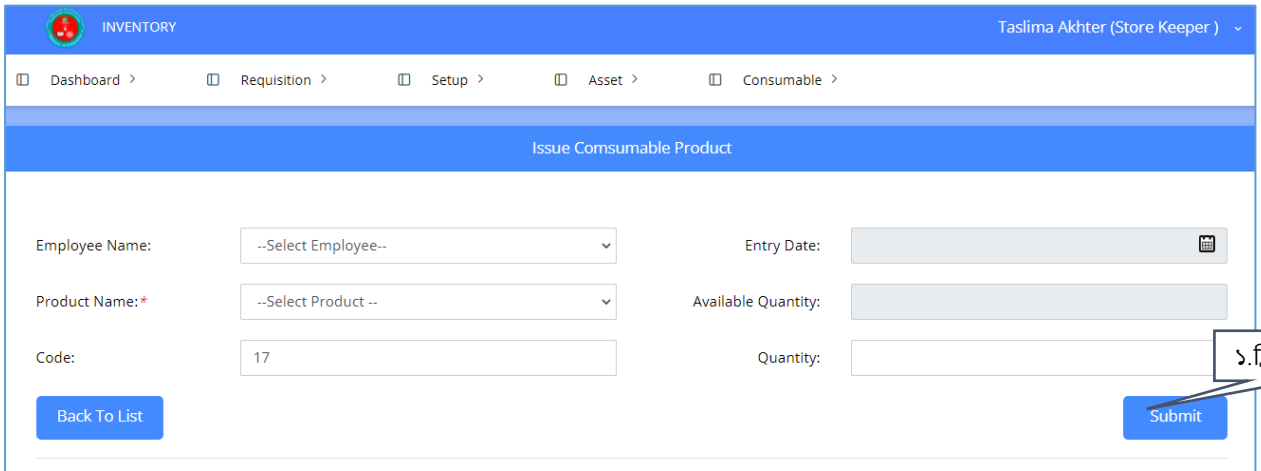 INVENTORY Taslima Akhter (Store Keeper )
Dashboard > Requisition > Setup > Asset > Consumable >
Issue Comsumable Product
Employee Name: --Select Employee-- Entry Date:
Product Name:* --Select Product -- Available Quantity:
Code: 17 Quantity:
১.
Back To List Submit